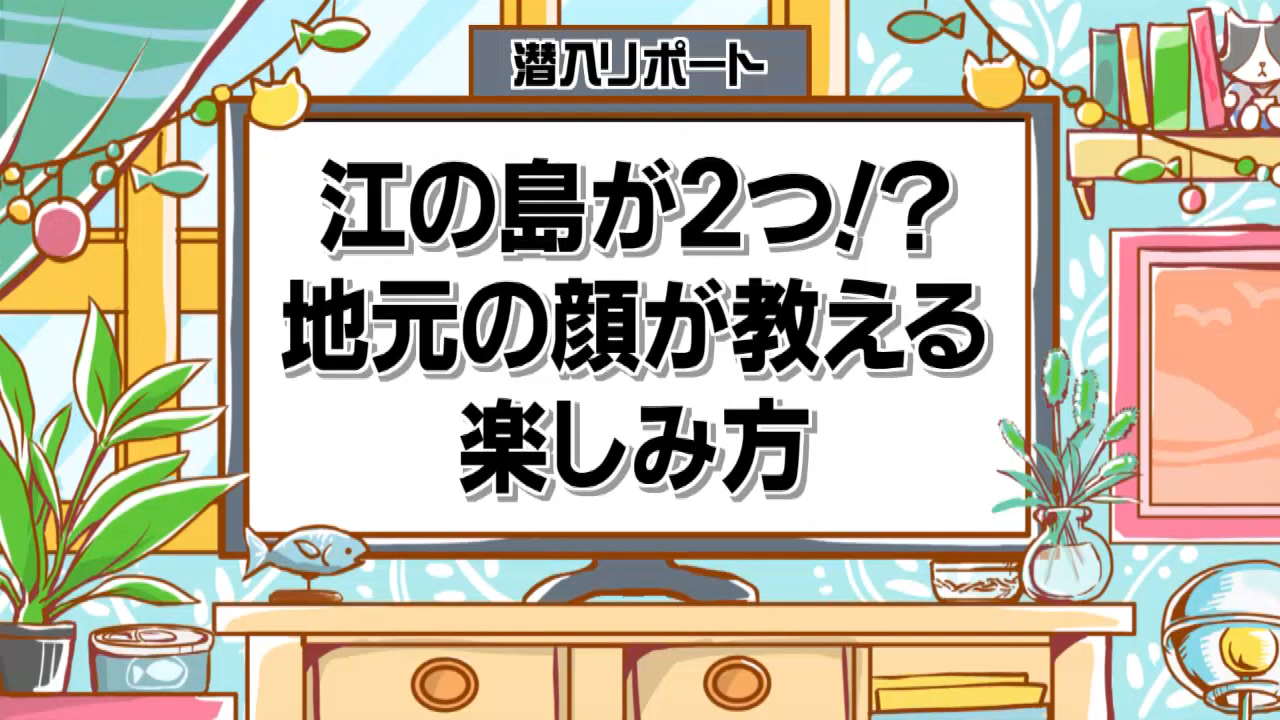 潜入リポート
江の島が2つ!?
地元の顔が教える
楽しみ方